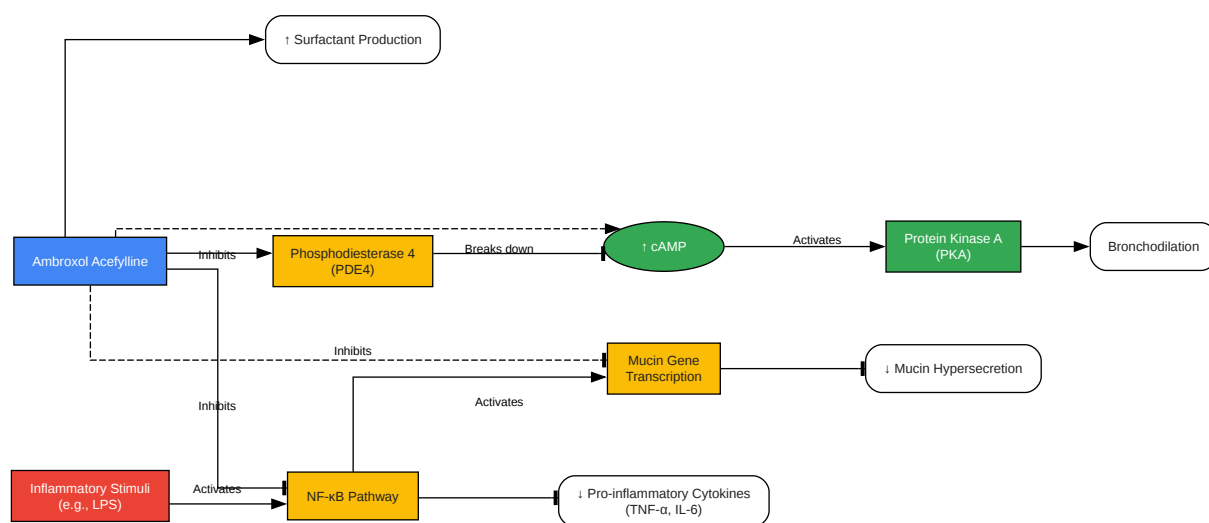 ↑ Surfactant Production
Ambroxol Acefylline
Inhibits
Phosphodiesterase 4
(PDE4)
Breaks down
↑ cAMP
Activates
Protein Kinase A
(PKA)
Bronchodilation
Inhibits
Mucin Gene
Transcription
↓ Mucin Hypersecretion
Inhibits
Activates
Inflammatory Stimuli
(e.g., LPS)
Activates
NF-κB Pathway
↓ Pro-inflammatory Cytokines
(TNF-α, IL-6)